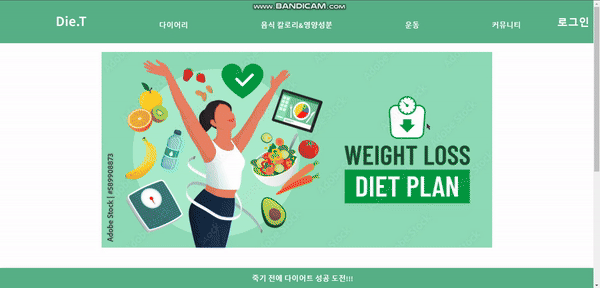 www.BANDICAM.com
Die.T
다이어리
음식 칼로리&영양성분
운동
커뮤니티
로그인
WEIGHT LOSS
DIET PLAN
Adobe Stock | #589908873
죽기 전에 다이어트 성공 도전!!!